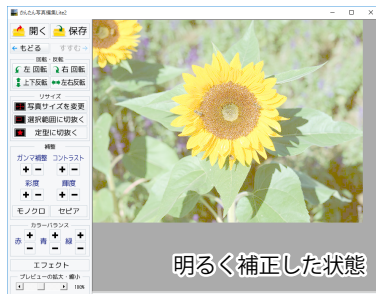 かんたん写真編集Lite2
開く 保存
もどる すすむ
回転・反転
左回転 右回転
上下反転 左右反転
リサイズ
写真サイズを変更
選択範囲に切抜く
定型に切抜く
補整
ガンマ補整 コントラスト
+ - + -
彩度 輝度
+ - + -
モノクロ セピア
カラーバランス
赤 + - 青 + - 緑 + -
エフェクト
プレビューの拡大・縮小
100%
明るく補正した状態